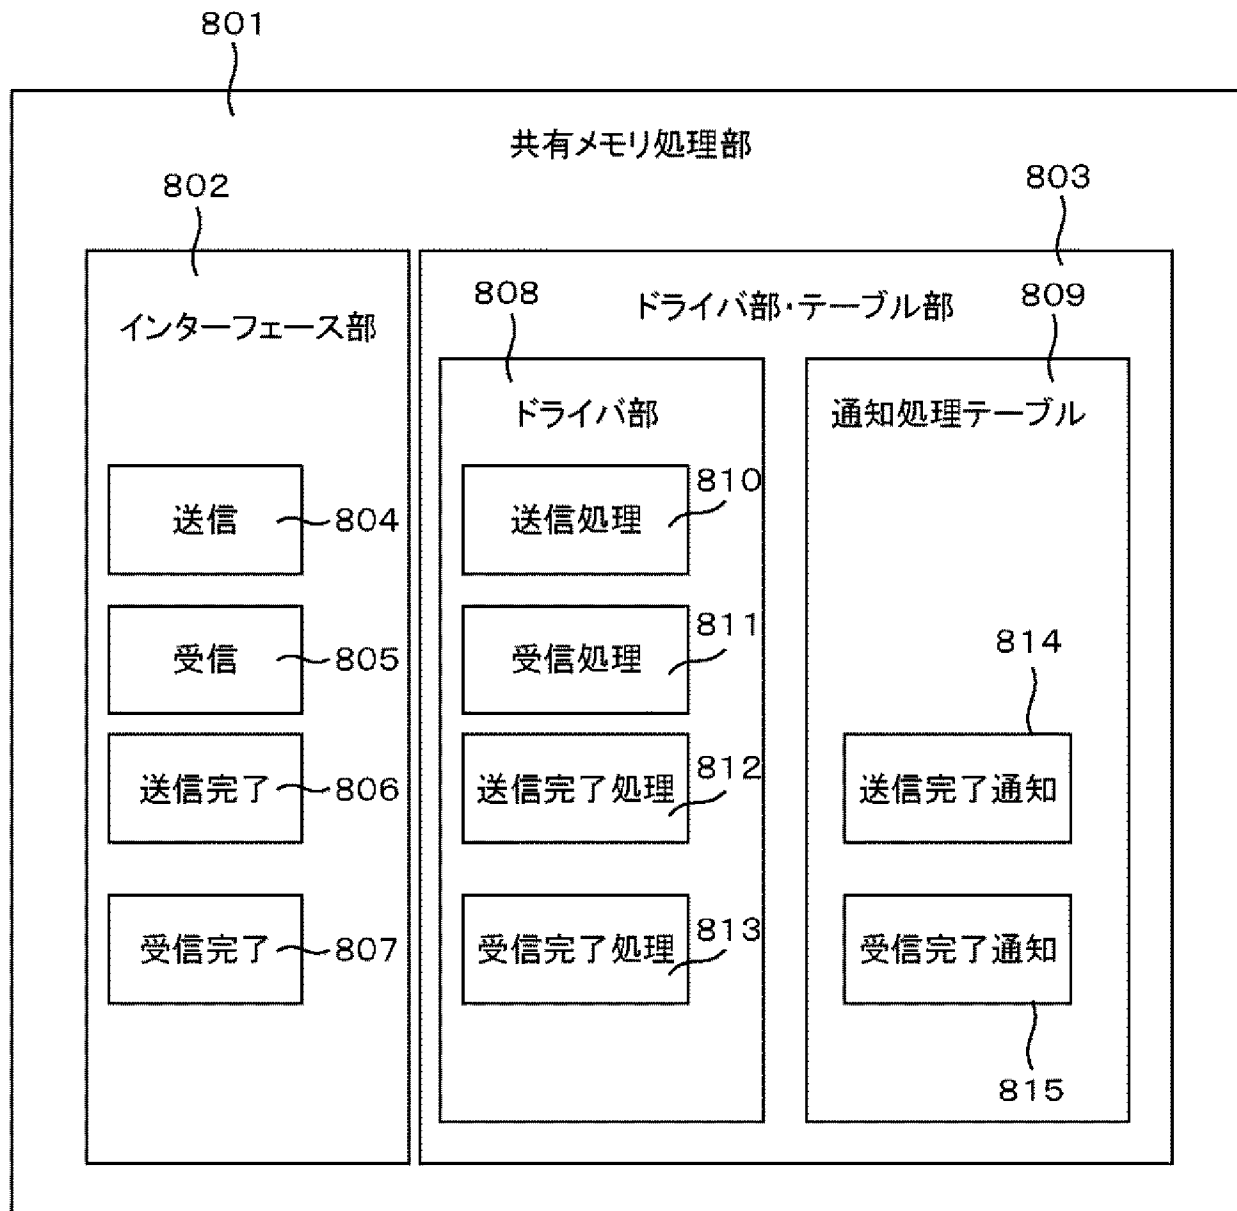 801
共有メモリ処理部
802
803
インターフェース部
808
ドライバ部・テーブル部
809
ドライバ部
通知処理テーブル
送信
804
送信処理
810
受信
805
受信処理
811
814
送信完了
806
送信完了処理
812
送信完了通知
受信完了
807
受信完了処理
813
受信完了通知
815